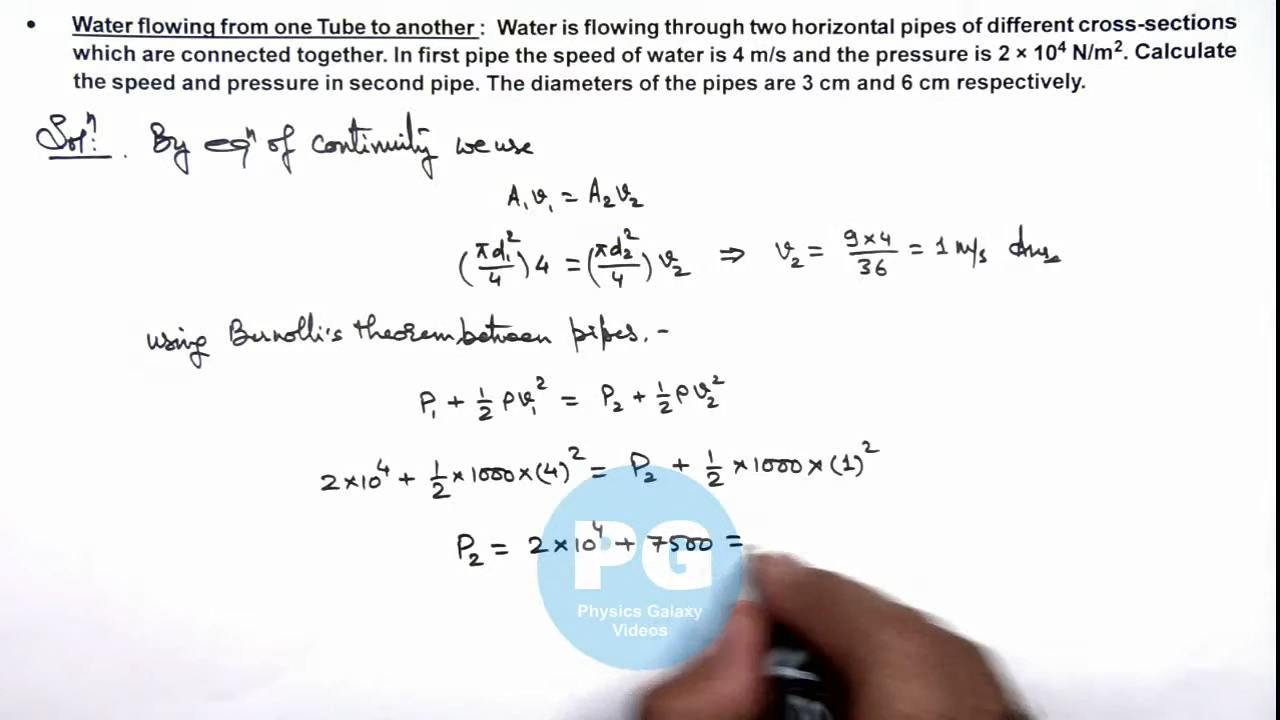 • Water flowing from one Tube to another : Water is flowing through two horizontal pipes of different cross-sections
which are connected together. In first pipe the speed of water is 4 m/s and the pressure is 2 × 10⁴ N/m². Calculate
the speed and pressure in second pipe. The diameters of the pipes are 3 cm and 6 cm respectively.
Solⁿ. By eqⁿ of continuity we use
A₁v₁ = A₂v₂
(πd₁²/4) 4 = (πd₂²/4) v₂ ⇒ v₂ = 9×4/36 = 1 m/s Ans
using Bernolli's theorem between pipes. -
P₁ + 1/2 ρv₁² = P₂ + 1/2 ρv₂²
2×10⁴ + 1/2 ×1000×(4)² = P₂ + 1/2 ×1000×(1)²
P₂ = 2×10⁴ + 7500 =
PG
Physics Galaxy
Videos